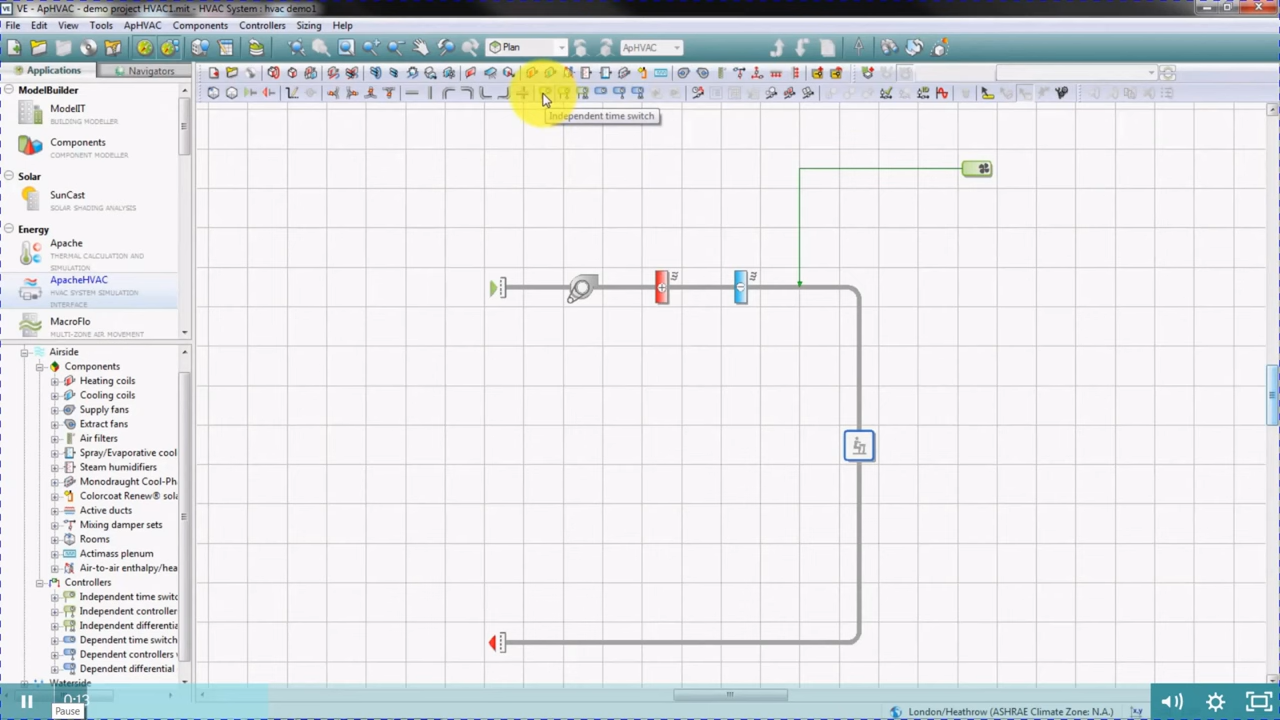 VE - ApHVAC - demo project HVAC1.mit - HVAC System : hvac demo1
File Edit View Tools ApHVAC Components Controllers Sizing Help
Plan
ApHVAC
Applications
Navigators
Independent time switch
ModelBuilder
ModelIT
BUILDING MODELLER
Components
COMPONENT MODELLER
Solar
SunCast
SOLAR SHADING ANALYSIS
Energy
Apache
THERMAL CALCULATION AND
SIMULATION
ApacheHVAC
HVAC SYSTEM SIMULATION
INTERFACE
MacroFlo
MULTI-ZONE AIR MOVEMENT
Airside
Components
Heating coils
Cooling coils
Supply fans
Extract fans
Air filters
Spray/Evaporative cool
Steam humidifiers
Monodraught Cool-Ph
Colorcoat Renew® sola
Active ducts
Mixing damper sets
Rooms
Actimass plenum
Air-to-air enthalpy/hea
Controllers
Independent time switc
Independent controller
Independent differentia
Dependent time switch
Dependent controllers v
Dependent differential
Waterside
0:13
Pause
London/Heathrow (ASHRAE Climate Zone: N.A.)
x,y